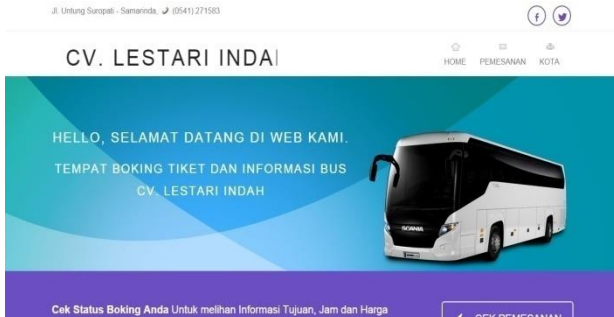 Jl. Untung Suropati - Samarinda, (0541) 271583
CV. LESTARI INDAI
HOME PEMESANAN KOTA
HELLO, SELAMAT DATANG DI WEB KAMI.
TEMPAT BOKING TIKET DAN INFORMASI BUS
CV. LESTARI INDAH
SCANIA
Cek Status Boking Anda Untuk melihan Informasi Tujuan, Jam dan Harga
CEK PEMESANAN